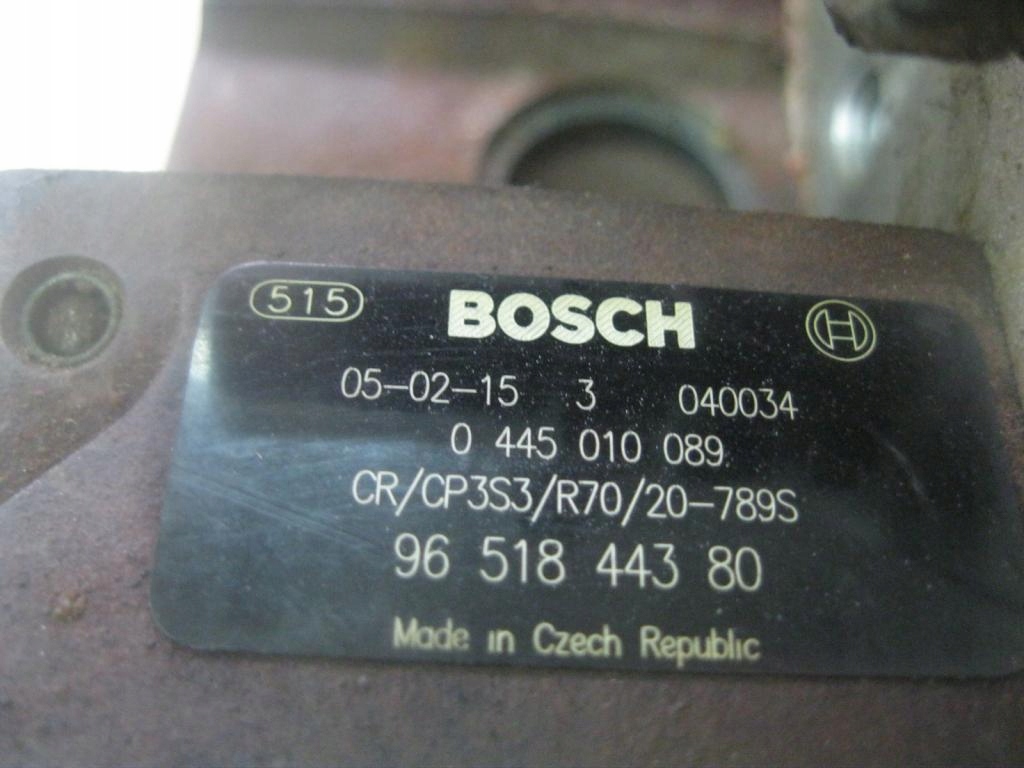 515 BOSCH
05-02-15 3 040034
0 445 010 089
CR/CP3S3/R70/20-789S
96 518 443 80
Made in Czech Republic